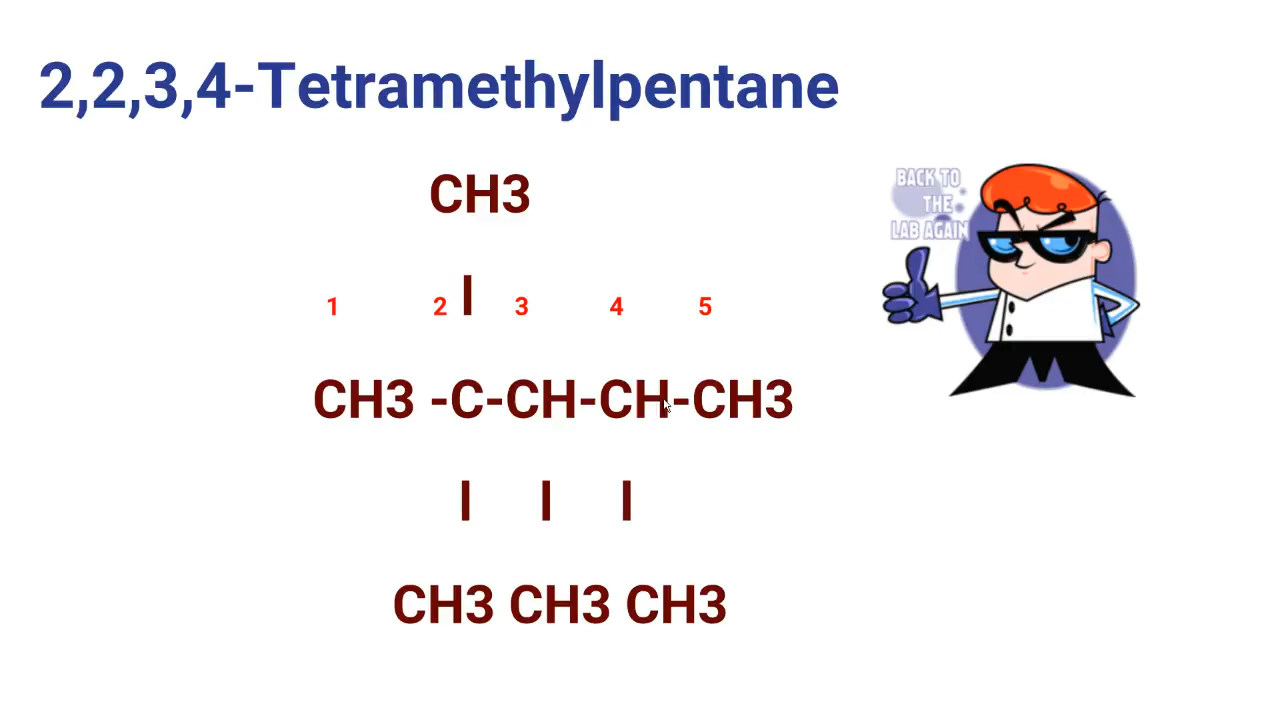 2,2,3,4-Tetramethylpentane
BACK TO
THE
LAB AGAIN
CH3
1 2 | 3 4 5
CH3 -C-CH-CH-CH3
| | |
CH3 CH3 CH3